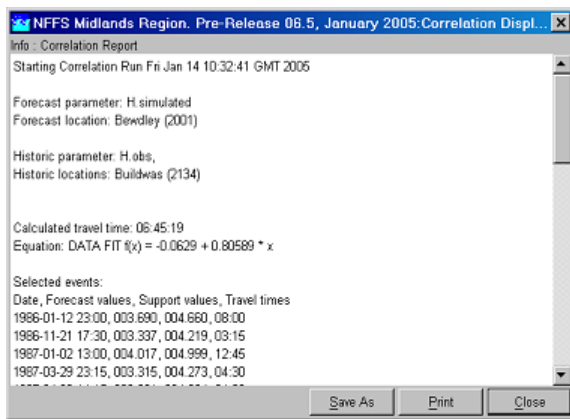 NFFS Midlands Region. Pre-Release 06.5, January 2005:Correlation Displ...
Info : Correlation Report
Starting Correlation Run Fri Jan 14 10:32:41 GMT 2005
Forecast parameter: H.simulated
Forecast location: Bewdley (2001)
Historic parameter: H.obs,
Historic locations: Buildwas (2134)
Calculated travel time: 06:45:19
Equation: DATA FIT f(x) = -0.0629 + 0.80589 * x
Selected events:
Date, Forecast values, Support values, Travel times
1986-01-12 23:00, 003.690, 004.660, 08:00
1986-11-21 17:30, 003.337, 004.219, 03:15
1987-01-02 13:00, 004.017, 004.999, 12:45
1987-03-29 23:15, 003.315, 004.273, 04:30
Save As Print Close